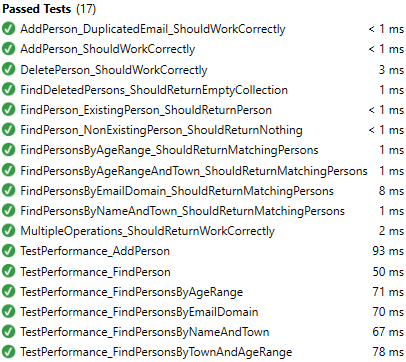 Passed Tests (17)
AddPerson_DuplicatedEmail_ShouldWorkCorrectly < 1 ms
AddPerson_ShouldWorkCorrectly < 1 ms
DeletePerson_ShouldWorkCorrectly 3 ms
FindDeletedPersons_ShouldReturnEmptyCollection 1 ms
FindPerson_ExistingPerson_ShouldReturnPerson < 1 ms
FindPerson_NonExistingPerson_ShouldReturnNothing < 1 ms
FindPersonsByAgeRange_ShouldReturnMatchingPersons 1 ms
FindPersonsByAgeRangeAndTown_ShouldReturnMatchingPersons 1 ms
FindPersonsByEmailDomain_ShouldReturnMatchingPersons 8 ms
FindPersonsByNameAndTown_ShouldReturnMatchingPersons 1 ms
MultipleOperations_ShouldReturnWorkCorrectly 2 ms
TestPerformance_AddPerson 93 ms
TestPerformance_FindPerson 50 ms
TestPerformance_FindPersonsByAgeRange 71 ms
TestPerformance_FindPersonsByEmailDomain 70 ms
TestPerformance_FindPersonsByNameAndTown 67 ms
TestPerformance_FindPersonsByTownAndAgeRange 78 ms